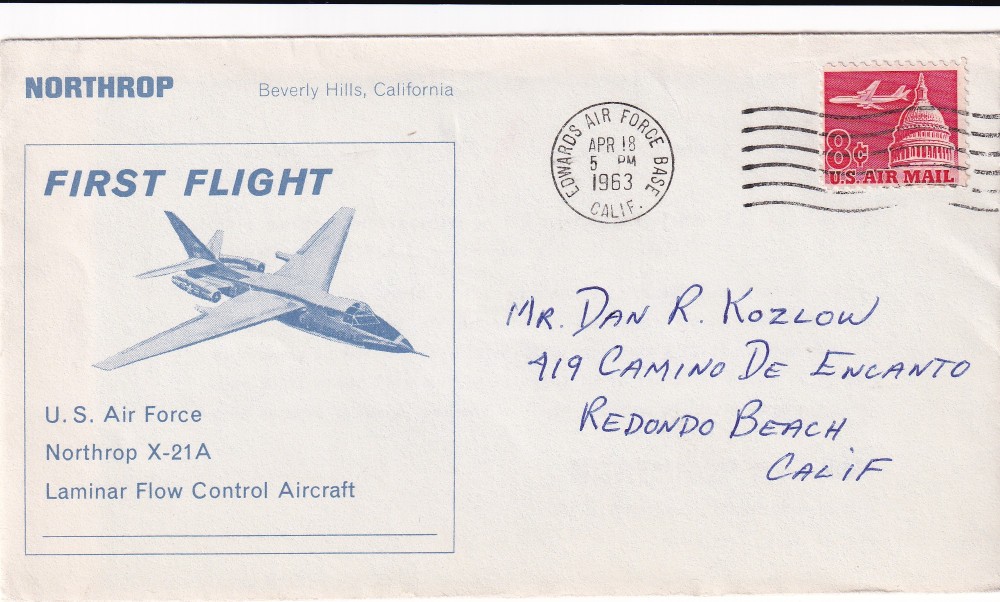 NORTHROP
Beverly Hills, California
FIRST FLIGHT
U.S. Air Force
Northrop X-21A
Laminar Flow Control Aircraft
EDWARDS AIR FORCE BASE
APR 18
5 PM
1963
CALIF.
8¢
U.S. AIR MAIL
MR. DAN R. KOZLOW
419 CAMINO DE ENCANTO
REDONDO BEACH
CALIF